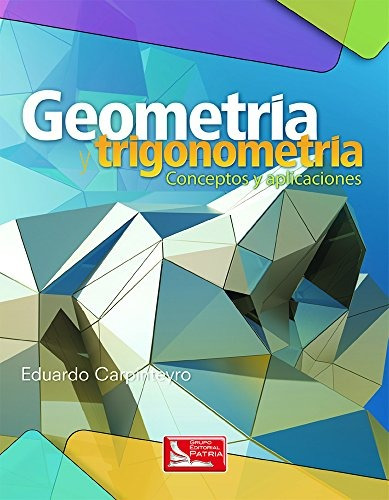 Geometría
y trigonometría
Conceptos y aplicaciones
Eduardo Carpinteyro
GRUPO
EDITORIAL
PATRIA